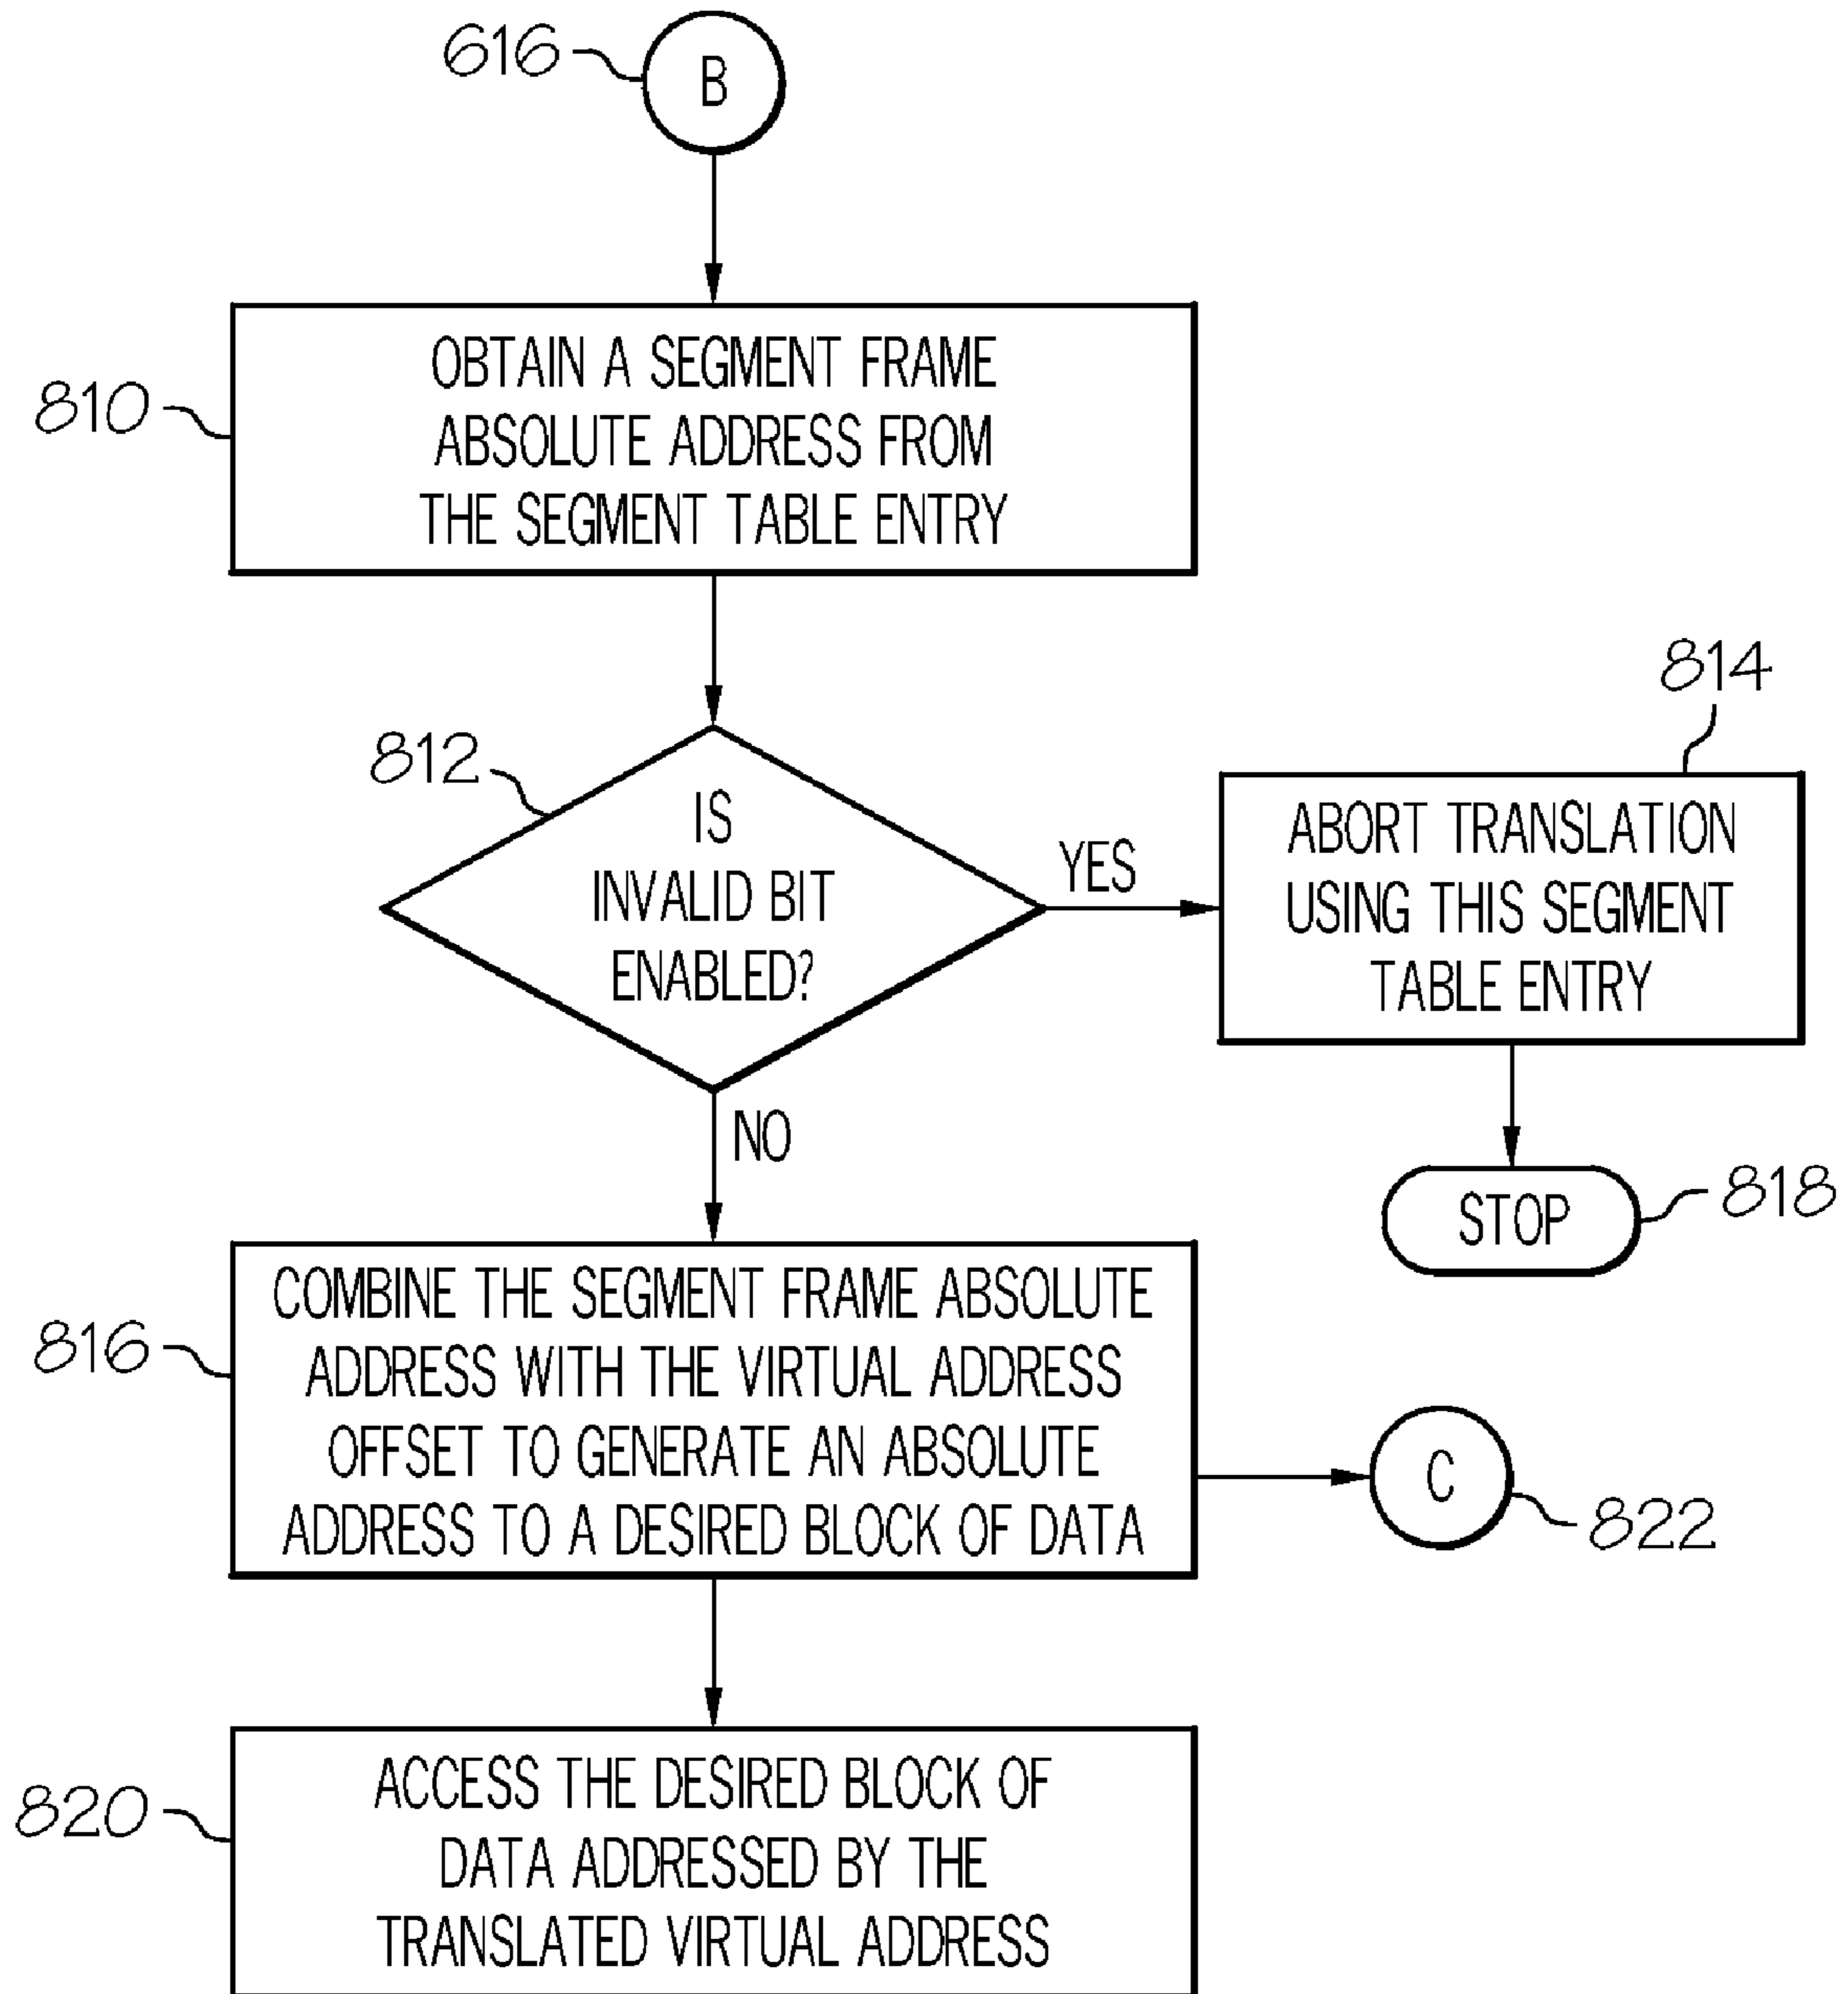 616
B
810
OBTAIN A SEGMENT FRAME
ABSOLUTE ADDRESS FROM
THE SEGMENT TABLE ENTRY
812
IS
INVALID BIT
ENABLED?
YES
814
ABORT TRANSLATION
USING THIS SEGMENT
TABLE ENTRY
NO
STOP
818
816
COMBINE THE SEGMENT FRAME ABSOLUTE
ADDRESS WITH THE VIRTUAL ADDRESS
OFFSET TO GENERATE AN ABSOLUTE
ADDRESS TO A DESIRED BLOCK OF DATA
C
822
820
ACCESS THE DESIRED BLOCK OF
DATA ADDRESSED BY THE
TRANSLATED VIRTUAL ADDRESS